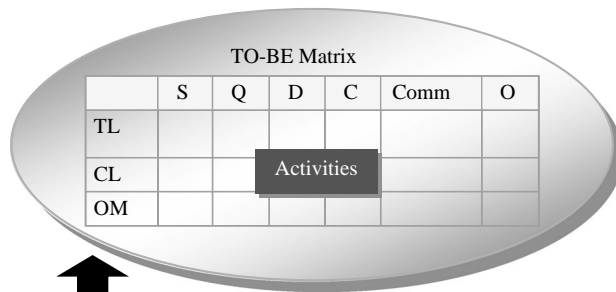 TO-BE Matrix
S Q D C Comm O
TL
CL Activities
OM